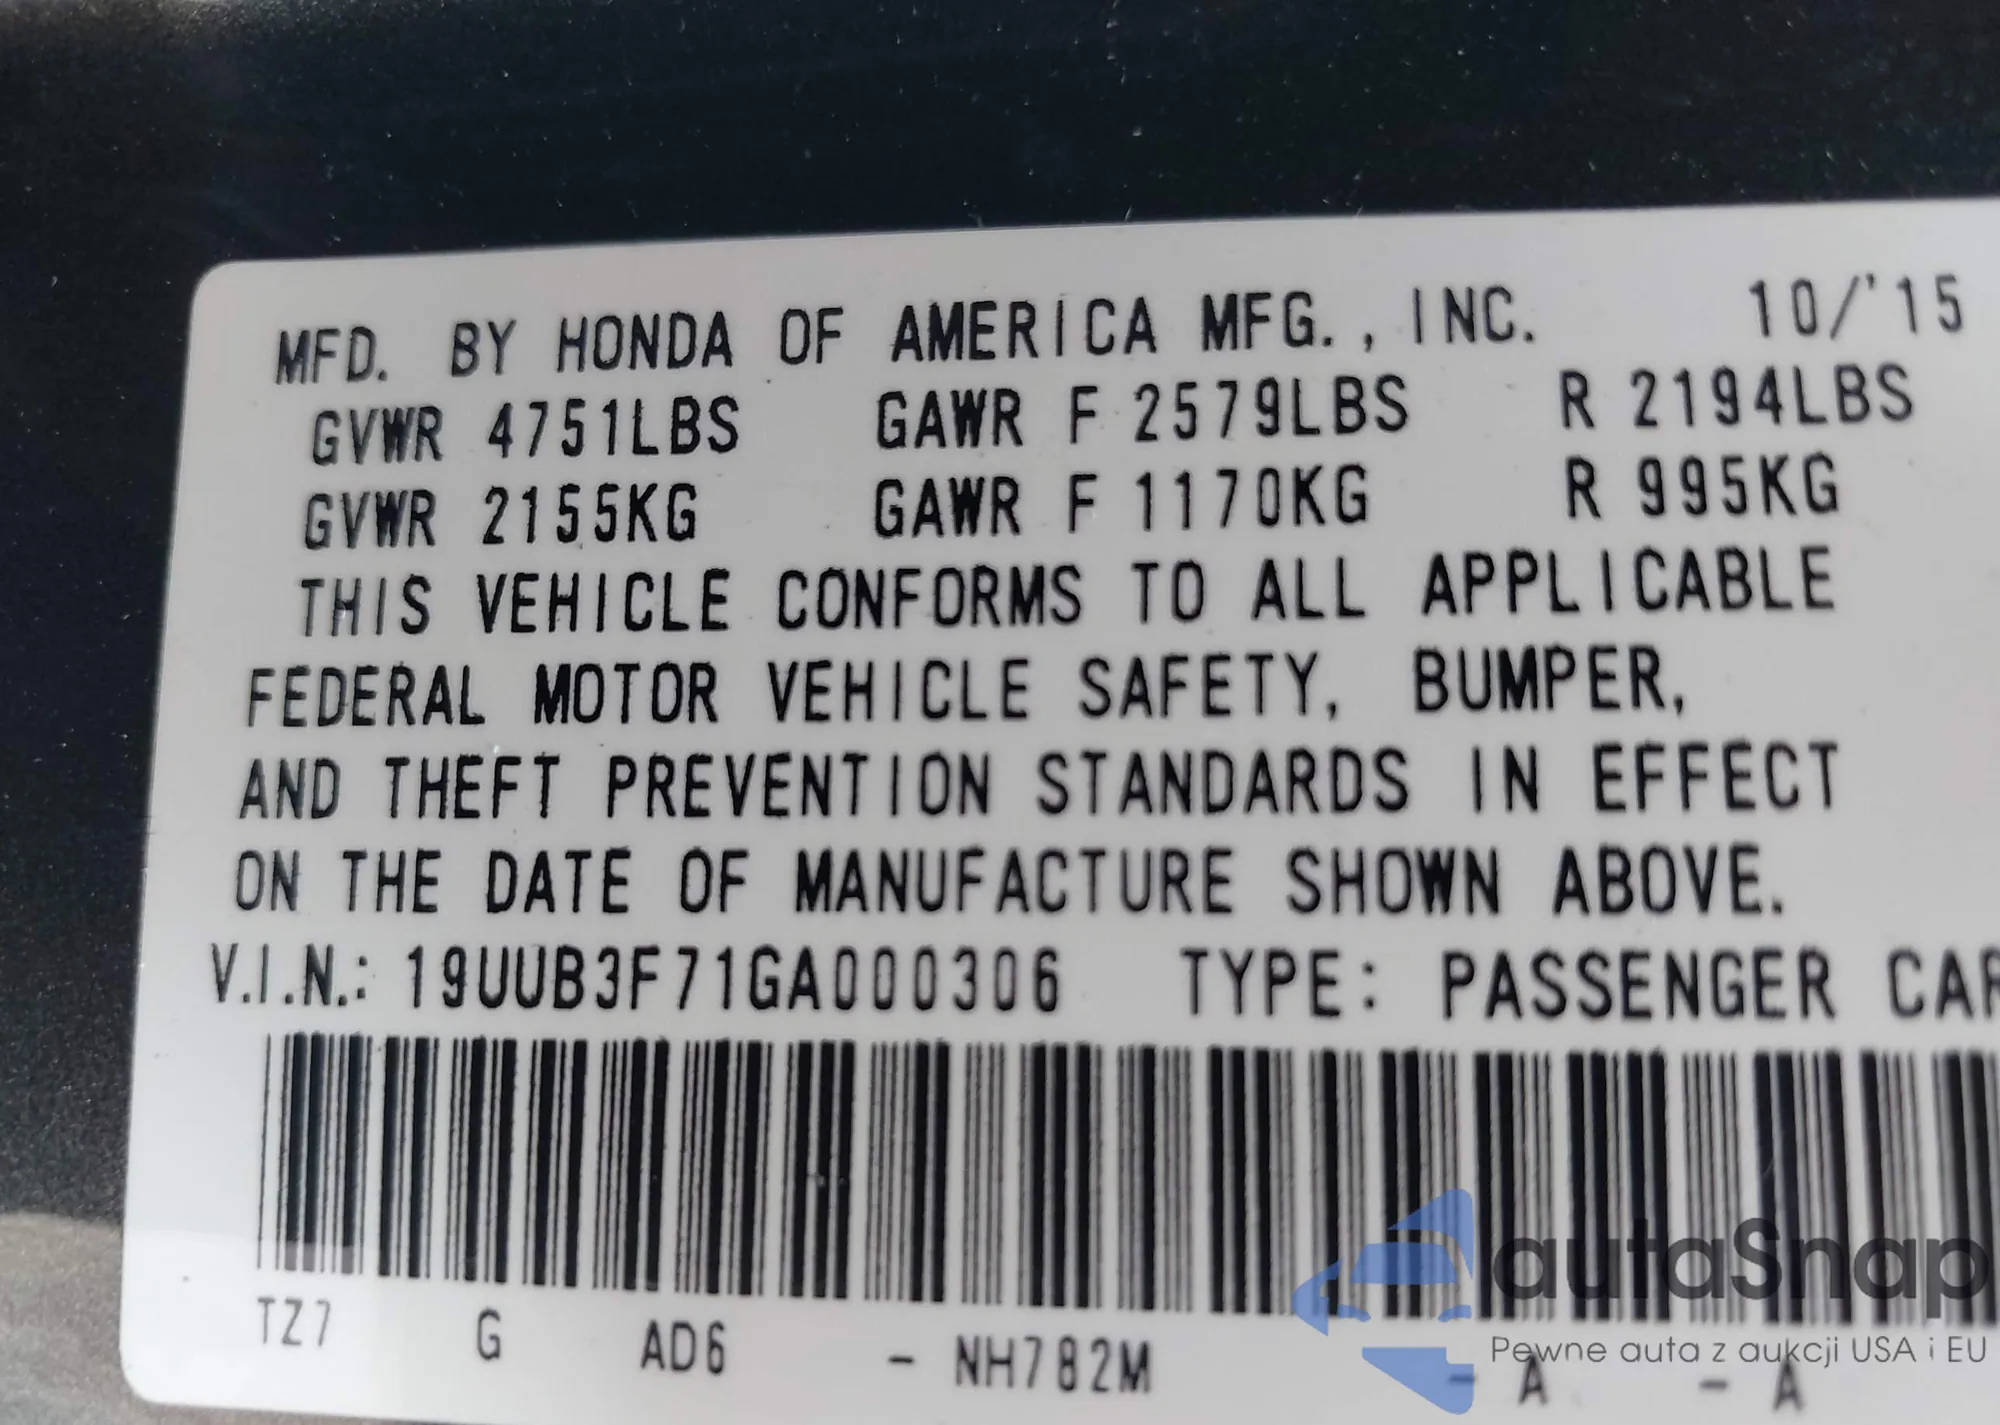 MFD. BY HONDA OF AMERICA MFG., INC. 10/'15
GVWR 4751LBS GAWR F 2579LBS R 2194LBS
GVWR 2155KG GAWR F 1170KG R 995KG
THIS VEHICLE CONFORMS TO ALL APPLICABLE
FEDERAL MOTOR VEHICLE SAFETY, BUMPER,
AND THEFT PREVENTION STANDARDS IN EFFECT
ON THE DATE OF MANUFACTURE SHOWN ABOVE.
V.I.N.: 19UUB3F71GA000306 TYPE: PASSENGER CAR
autaSnap
Pewne auta z aukcji USA i EU
TZ7 G AD6 - NH782M - A - A